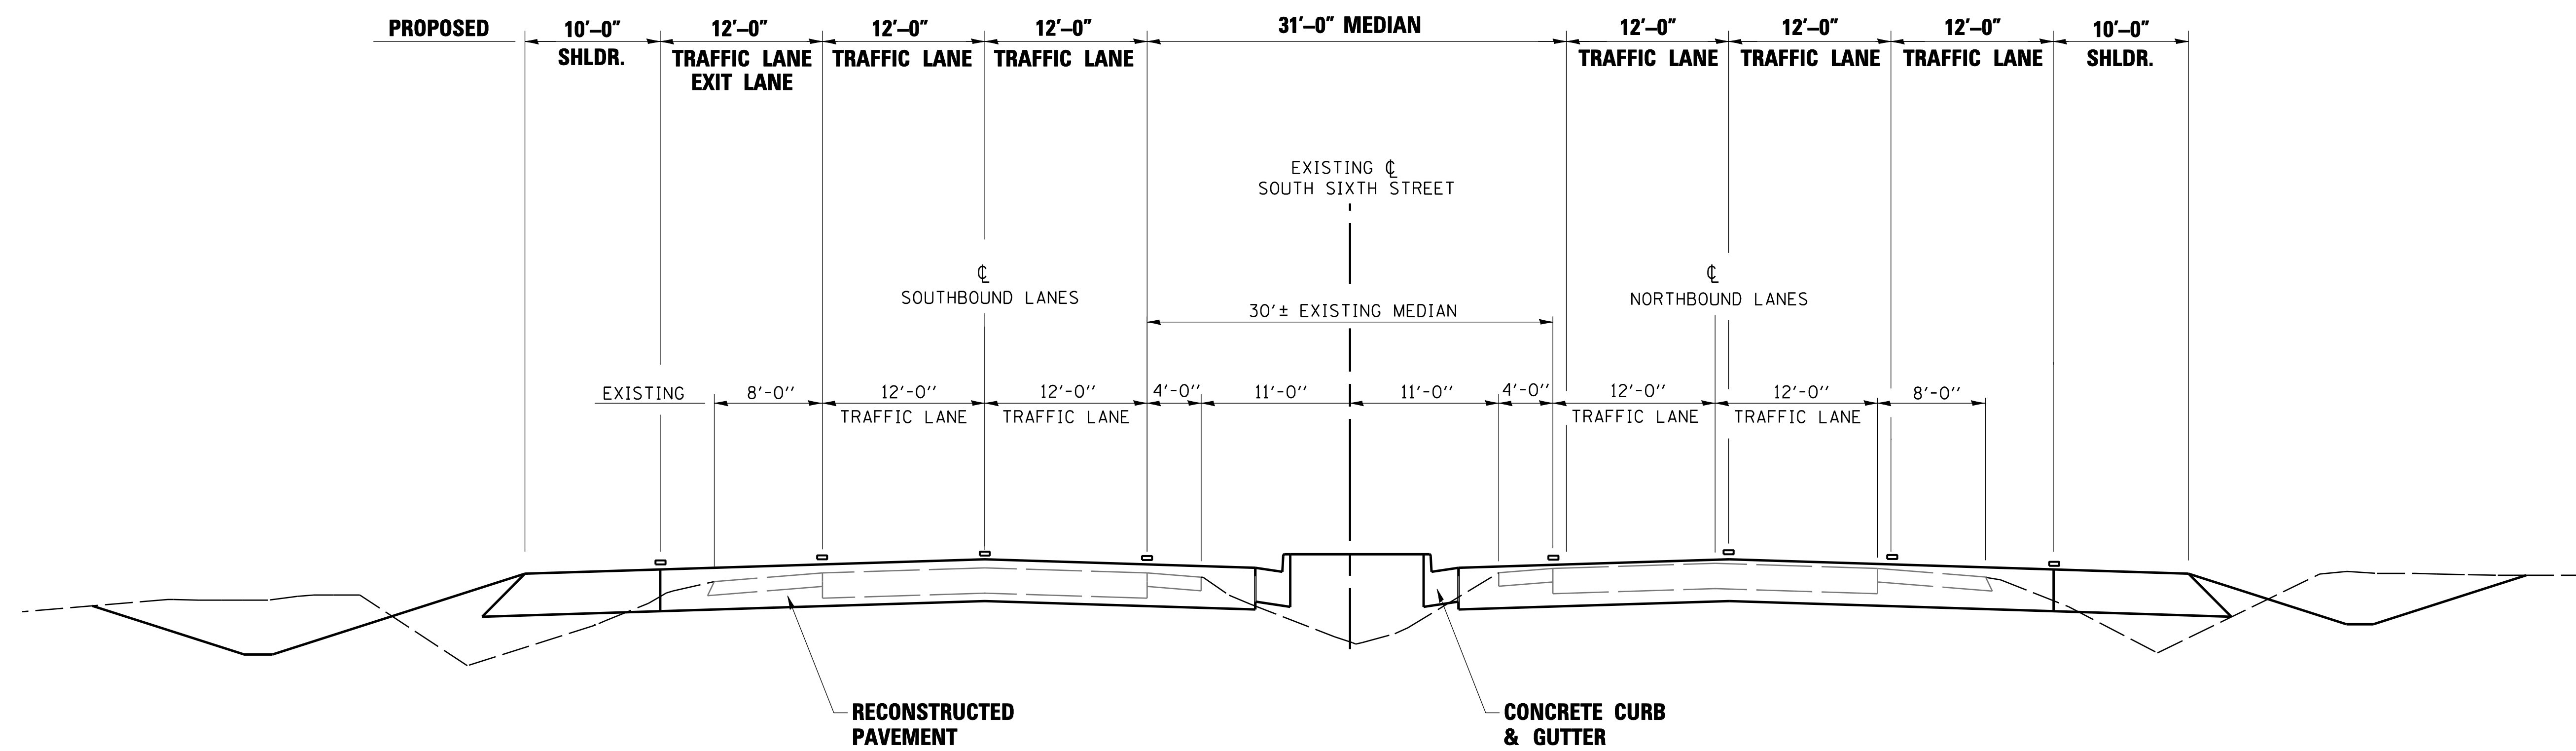 PROPOSED
10'–0"
SHLDR.
12'–0"
TRAFFIC LANE
EXIT LANE
12'–0"
TRAFFIC LANE
12'–0"
TRAFFIC LANE
31'–0" MEDIAN
12'–0"
TRAFFIC LANE
12'–0"
TRAFFIC LANE
12'–0"
TRAFFIC LANE
10'–0"
SHLDR.
EXISTING ℄
SOUTH SIXTH STREET
℄
SOUTHBOUND LANES
℄
NORTHBOUND LANES
30'± EXISTING MEDIAN
EXISTING
8'-0''
12'-0''
TRAFFIC LANE
12'-0''
TRAFFIC LANE
4'-0''
11'-0''
11'-0''
4'-0''
12'-0''
TRAFFIC LANE
12'-0''
TRAFFIC LANE
8'-0''
RECONSTRUCTED
PAVEMENT
CONCRETE CURB
& GUTTER